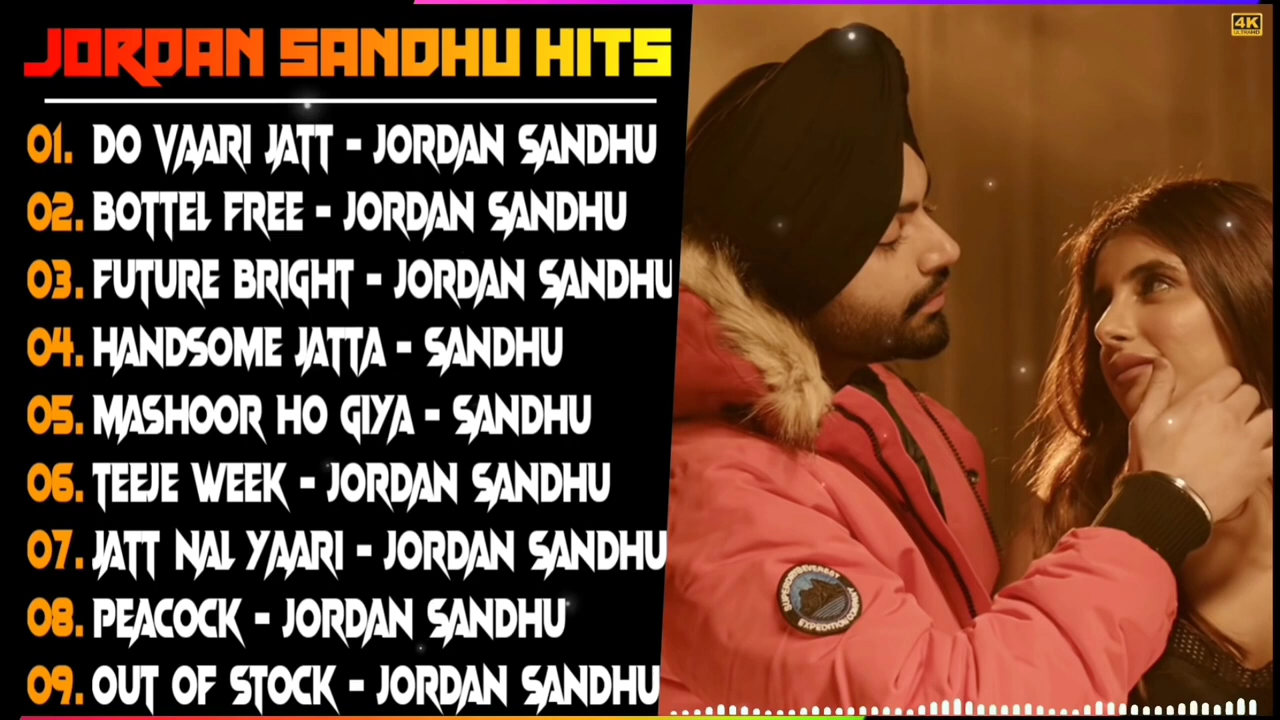 JORDAN SANDHU HITS
4K
ULTRAHD
01. DO VAARI JATT - JORDAN SANDHU
02. BOTTEL FREE - JORDAN SANDHU
03. FUTURE BRIGHT - JORDAN SANDHU
04. HANDSOME JATTA - SANDHU
05. MASHOOR HO GIYA - SANDHU
06. TEEJE WEEK - JORDAN SANDHU
07. JATT NAL YAARI - JORDAN SANDHU
08. PEACOCK - JORDAN SANDHU
09. OUT OF STOCK - JORDAN SANDHU
EXPEDITION